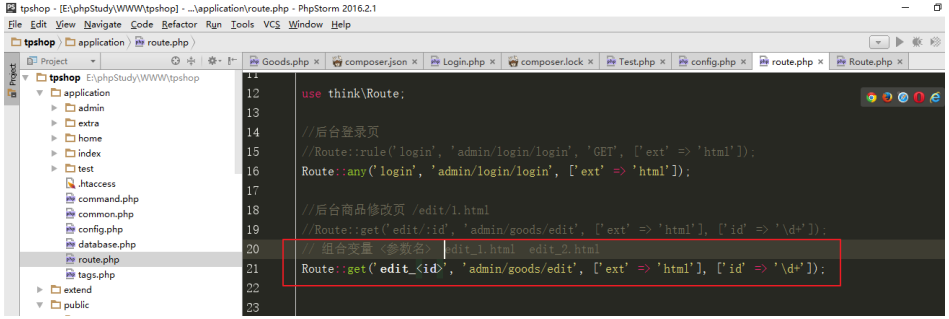 tpshop - [E:\phpStudy\WWW\tpshop] - ...\application\route.php - PhpStorm 2016.2.1
File Edit View Navigate Code Refactor Run Tools VCS Window Help
tpshop application route.php
Project Goods.php composer.json Login.php composer.lock Test.php config.php route.php Route.php
Project
tpshop E:\phpStudy\WWW\tpshop
application
admin
extra
home
index
test
.htaccess
command.php
common.php
config.php
database.php
route.php
tags.php
extend
public
11
12 use think\Route;
13
14 //后台登录页
15 //Route::rule('login', 'admin/login/login', 'GET', ['ext' => 'html']);
16 Route::any('login', 'admin/login/login', ['ext' => 'html']);
17
18 //后台商品修改页 /edit/1.html
19 //Route::get('edit/:id', 'admin/goods/edit', ['ext' => 'html'], ['id' => '\d+']);
20 // 组合变量 <参数名> edit_1.html edit_2.html
21 Route::get('edit_<id>', 'admin/goods/edit', ['ext' => 'html'], ['id' => '\d+']);
22
23